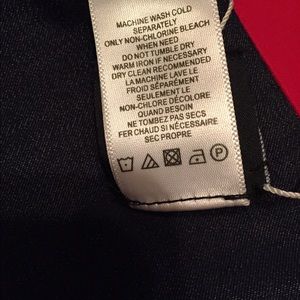 MACHINE WASH COLD
SEPARATELY
ONLY NON-CHLORINE BLEACH
WHEN NEED
DO NOT TUMBLE DRY
WARM IRON IF NECESSARY
DRY CLEAN RECOMMENDED
LA MACHINE LAVE LE
FROID SÉPARÉMENT
SEULEMENT LE
NON-CHLORE DÉCOLORE
QUAND BESOIN
NE TOMBEZ PAS SECS
FER CHAUD SI NÉCESSAIRE
SEC PROPRE
P